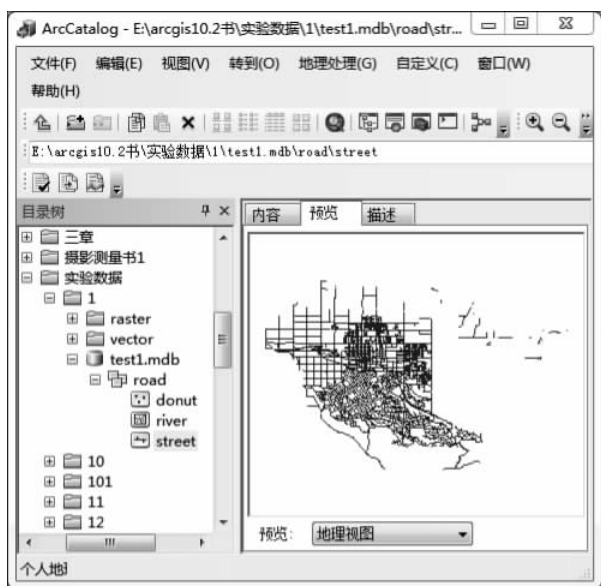 ArcCatalog - E:\arcgis10.2书\实验数据\1\test1.mdb\road\str...
文件(F) 编辑(E) 视图(V) 转到(O) 地理处理(G) 自定义(C) 窗口(W)
帮助(H)
E:\arcgis10.2书\实验数据\1\test1.mdb\road\street
目录树
内容 预览 描述
三章
摄影测量书1
实验数据
1
raster
vector
test1.mdb
road
donut
river
street
10
101
11
12
预览: 地理视图
个人地